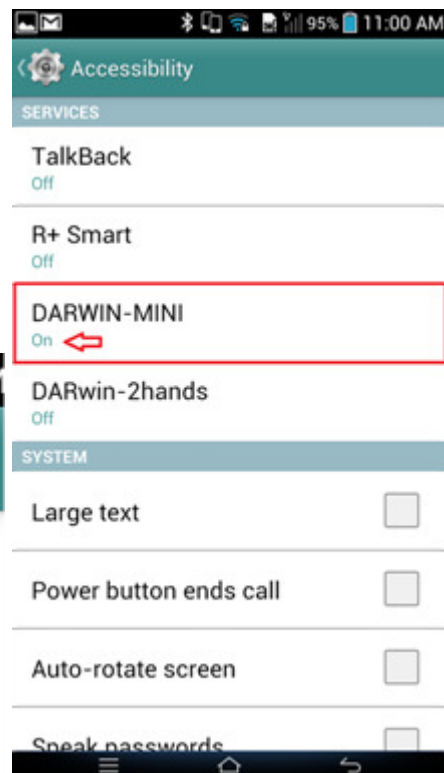 95% 11:00 AM
Accessibility
SERVICES
TalkBack
Off
R+ Smart
Off
DARWIN-MINI
On
DARwin-2hands
Off
SYSTEM
Large text
Power button ends call
Auto-rotate screen
Speak passwords